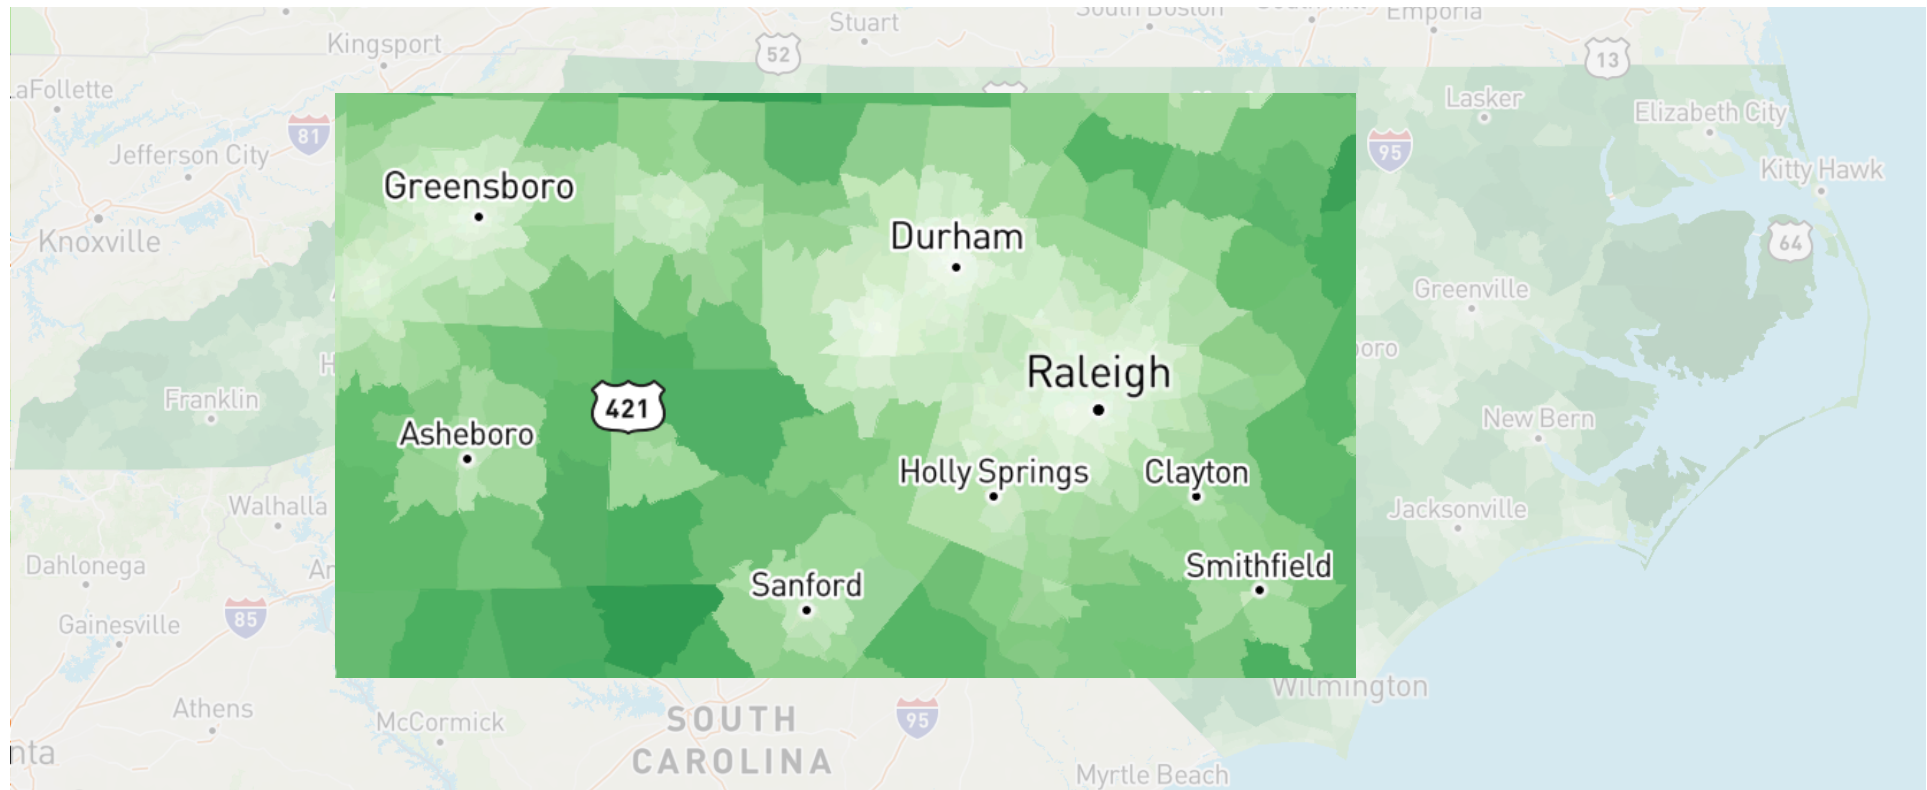 Stuart
South Boston
Emporia
Kingsport
52
13
LaFollette
Lasker
Elizabeth City
81
95
Jefferson City
Kitty Hawk
Greensboro
Knoxville
Durham
64
Greenville
Raleigh
Franklin
421
New Bern
Asheboro
Holly Springs
Clayton
Walhalla
Jacksonville
Dahlonega
Smithfield
Sanford
Gainesville
85
Wilmington
Athens
McCormick
SOUTH
CAROLINA
95
nta
Myrtle Beach